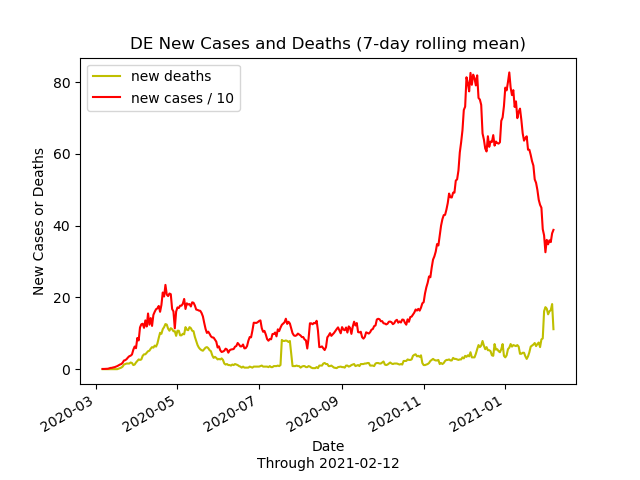 DE New Cases and Deaths (7-day rolling mean)
new deaths
new cases / 10
New Cases or Deaths
80
60
40
20
0
2020-03
2020-05
2020-07
2020-09
2020-11
2021-01
Date
Through 2021-02-12